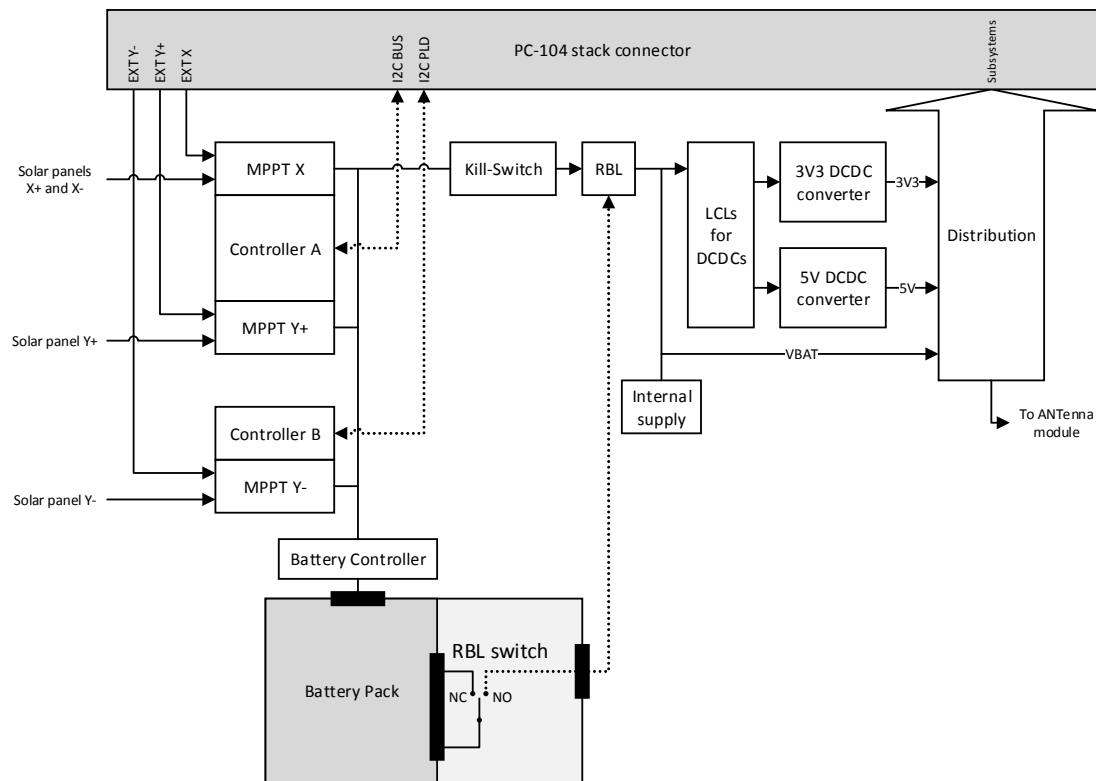 PC-104 stack connector
EXT Y-
EXT Y+
EXT X
I2C BUS
I2C PLD
Subsystems
Solar panels
X+ and X-
MPPT X
Controller A
MPPT Y+
Solar panel Y+
Controller B
MPPT Y-
Solar panel Y-
Kill-Switch
RBL
LCLs
for
DCDCs
3V3 DCDC
converter
3V3
5V DCDC
converter
5V
Distribution
VBAT
Internal
supply
To ANTenna
module
Battery Controller
Battery Pack
RBL switch
NC
NO